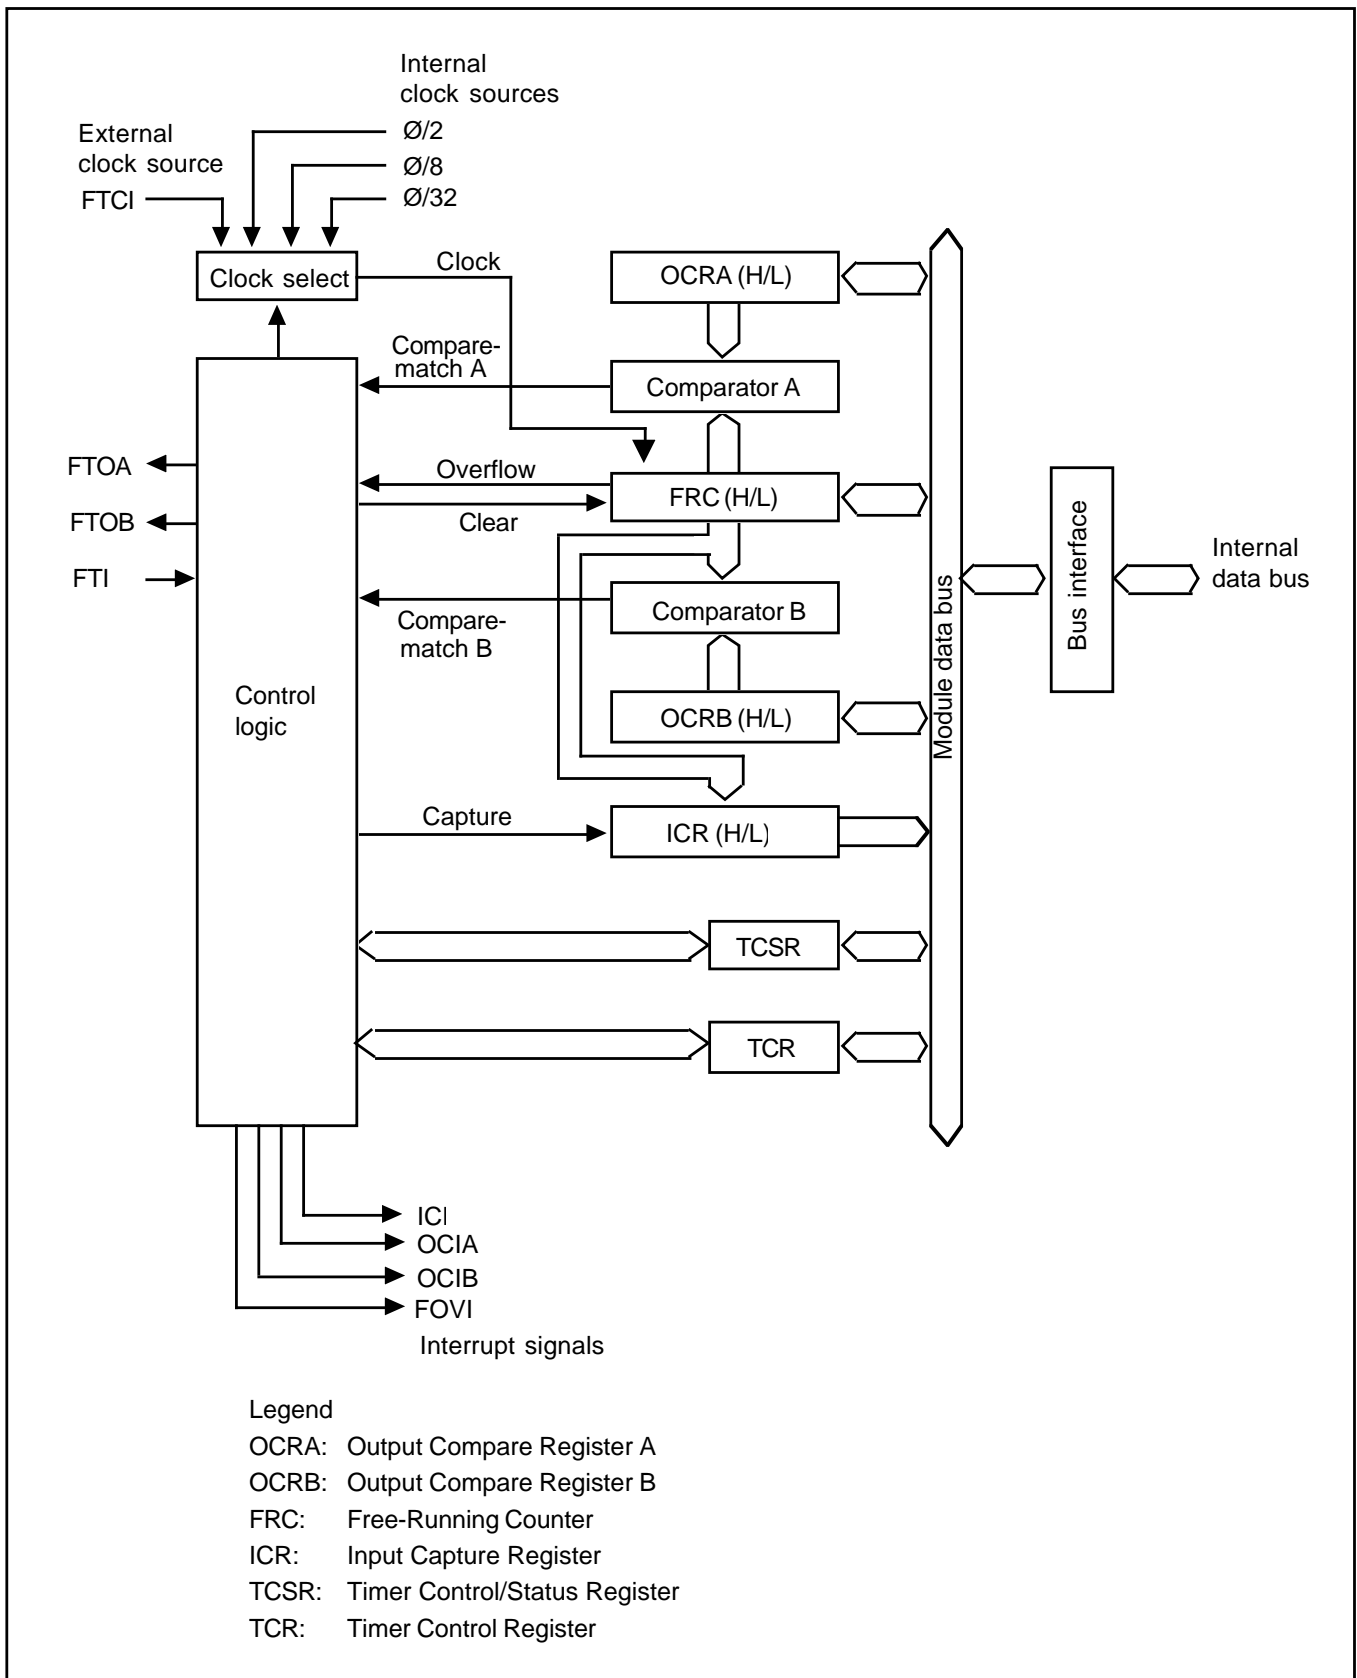 Internal
clock sources
External
clock source
Ø/2
Ø/8
Ø/32
FTCI
Clock select
Clock
OCRA (H/L)
Compare-
match A
Comparator A
FTOA
Overflow
FRC (H/L)
FTOB
Clear
FTI
Internal
data bus
Bus interface
Module data bus
Compare-
match B
Comparator B
Control
logic
OCRB (H/L)
Capture
ICR (H/L)
TCSR
TCR
ICI
OCIA
OCIB
FOVI
Interrupt signals
Legend
OCRA: Output Compare Register A
OCRB: Output Compare Register B
FRC: Free-Running Counter
ICR: Input Capture Register
TCSR: Timer Control/Status Register
TCR: Timer Control Register